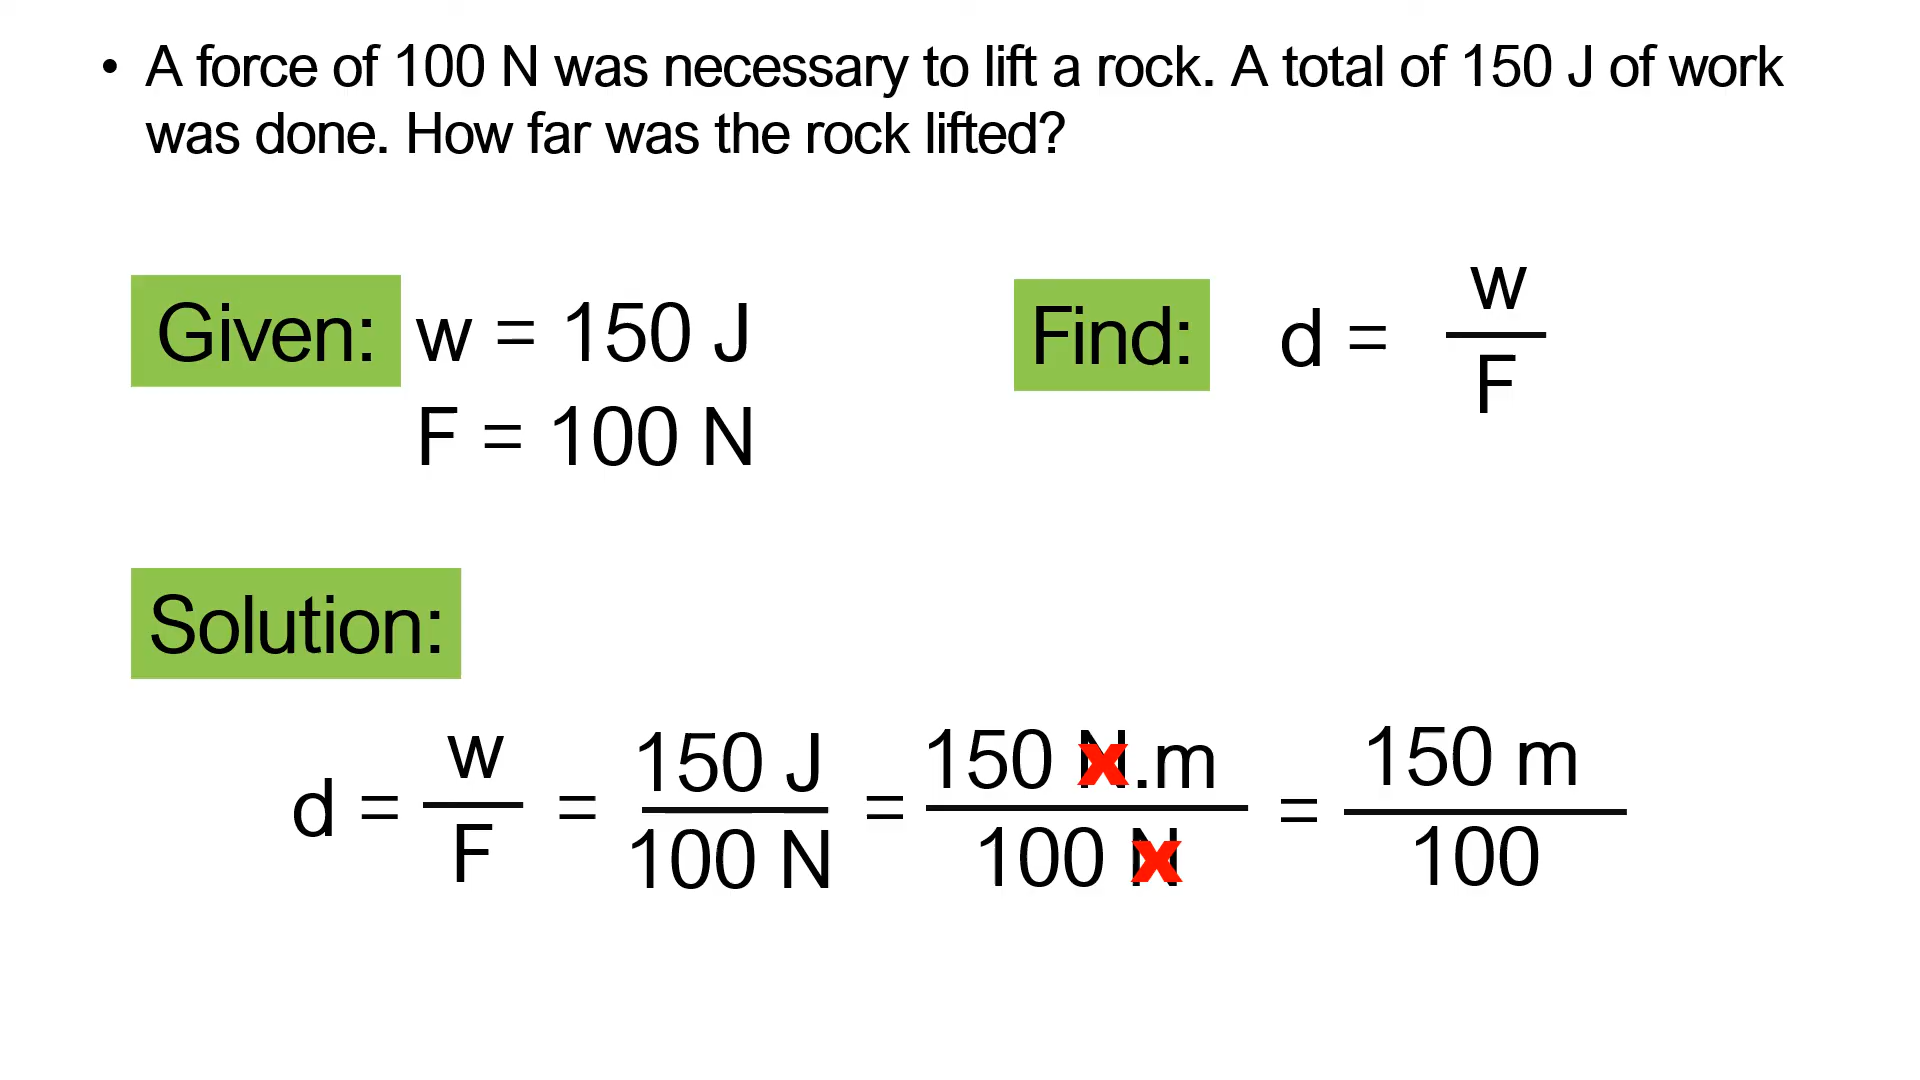 • A force of 100 N was necessary to lift a rock. A total of 150 J of work
was done. How far was the rock lifted?
Given: w = 150 J
F = 100 N
Find: d = w
F
Solution:
d = w = 150 J = 150 N.m = 150 m
F 100 N 100 N 100